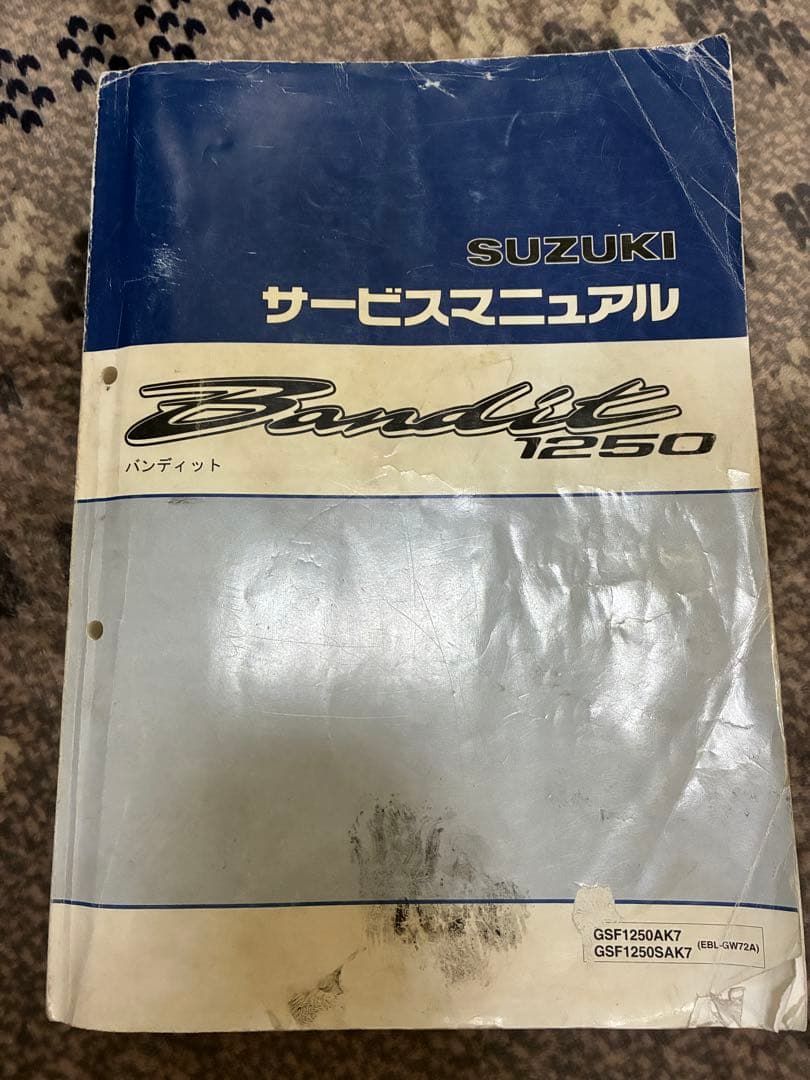 SUZUKI
サービスマニュアル
Bandit
1250
バンディット
GSF1250AK7
GSF1250SAK7 (EBL-GW72A)